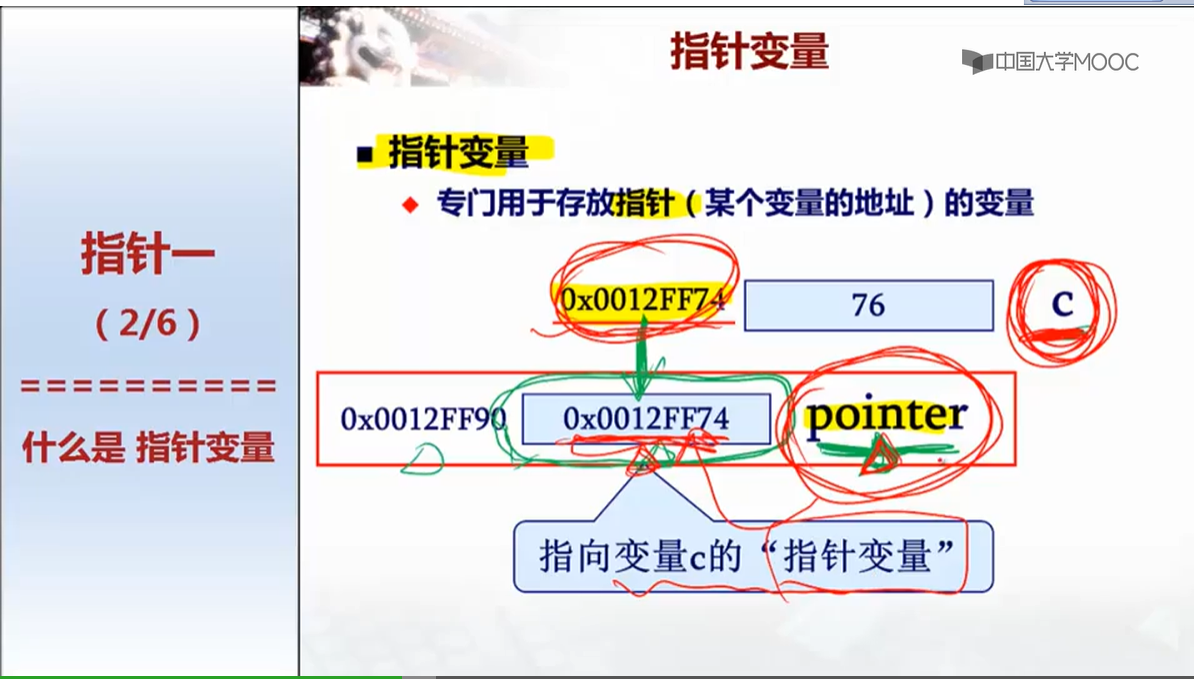 指针变量
中国大学MOOC
指针一
（2/6）
==========
什么是 指针变量
■ 指针变量
◆ 专门用于存放指针（某个变量的地址）的变量
0x0012FF74 76 c
0x0012FF90 0x0012FF74 pointer
指向变量c的“指针变量”